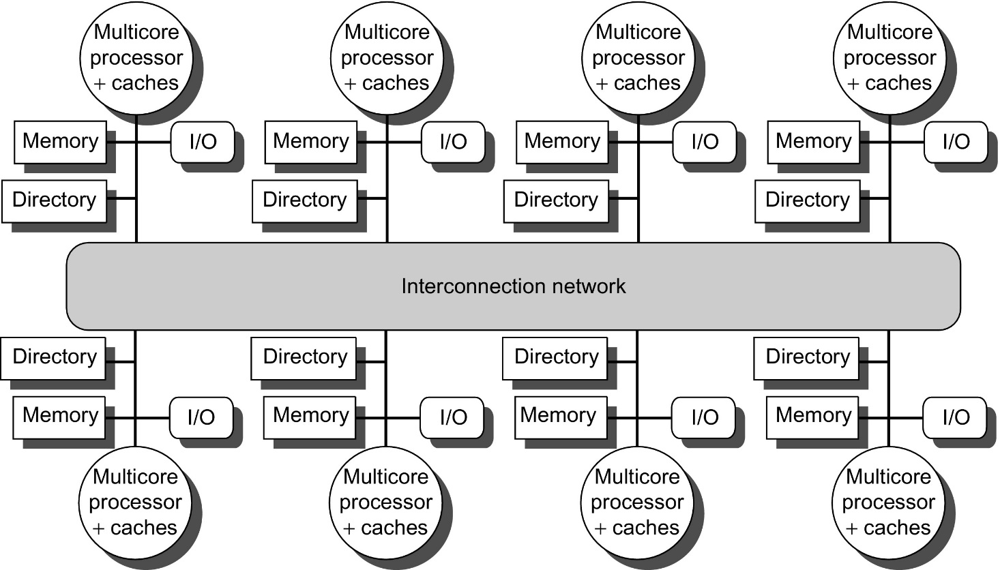 Multicore
processor
+ caches
Multicore
processor
+ caches
Multicore
processor
+ caches
Multicore
processor
+ caches
Memory
I/O
Memory
I/O
Memory
I/O
Memory
I/O
Directory
Directory
Directory
Directory
Interconnection network
Directory
Directory
Directory
Directory
Memory
I/O
Memory
I/O
Memory
I/O
Memory
I/O
Multicore
processor
+ caches
Multicore
processor
+ caches
Multicore
processor
+ caches
Multicore
processor
+ caches